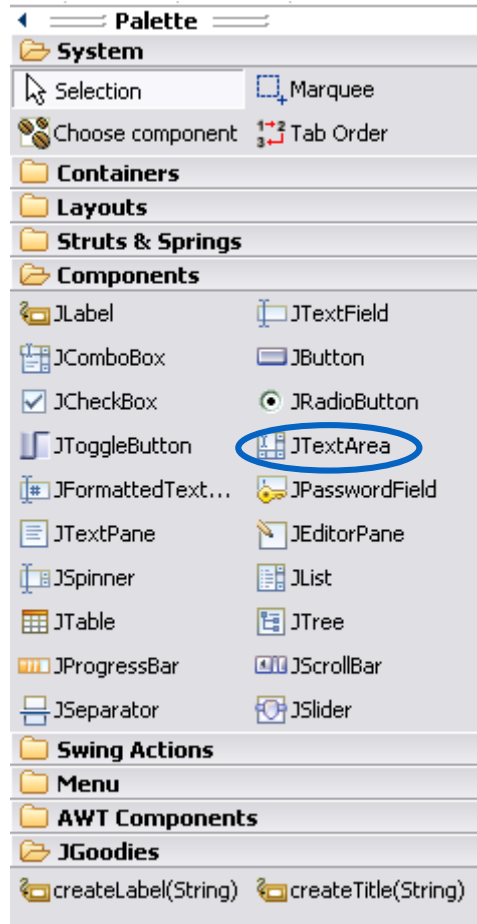 Palette
System
Selection Marquee
Choose component Tab Order
Containers
Layouts
Struts & Springs
Components
JLabel JTextField
JComboBox JButton
JCheckBox JRadioButton
JToggleButton JTextArea
JFormattedText... JPasswordField
JTextPane JEditorPane
JSpinner JList
JTable JTree
JProgressBar JScrollBar
JSeparator JSlider
Swing Actions
Menu
AWT Components
JGoodies
createLabel(String) createTitle(String)